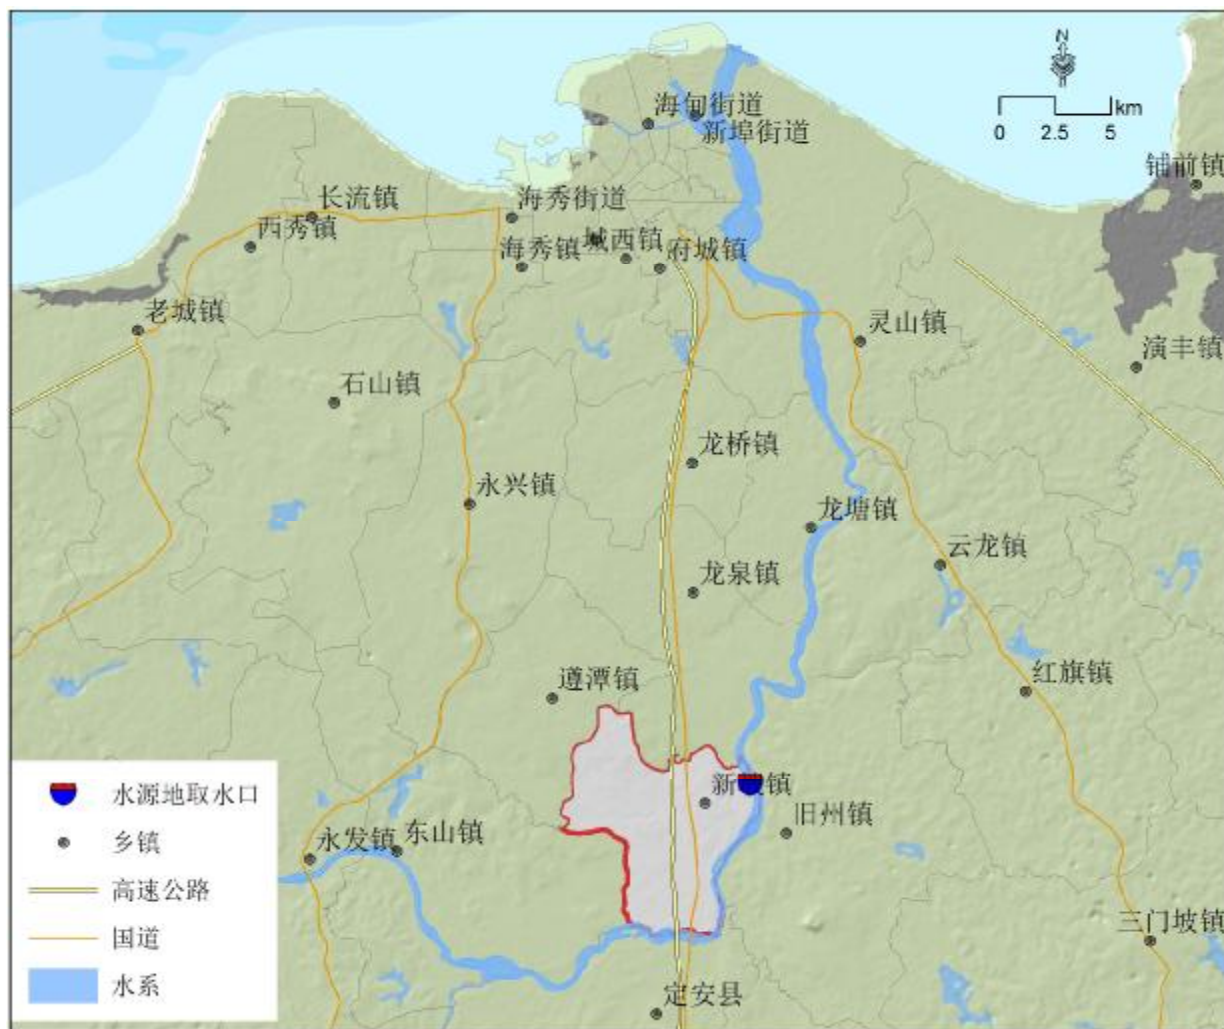 N
km
0 2.5 5
海甸街道
新埠街道
铺前镇
长流镇
海秀街道
西秀镇
海秀镇
城西镇
府城镇
老城镇
灵山镇
演丰镇
石山镇
龙桥镇
永兴镇
龙塘镇
云龙镇
龙泉镇
遵潭镇
红旗镇
旧州镇
永发镇
东山镇
三门坡镇
定安县
水源地取水口
乡镇
高速公路
国道
水系